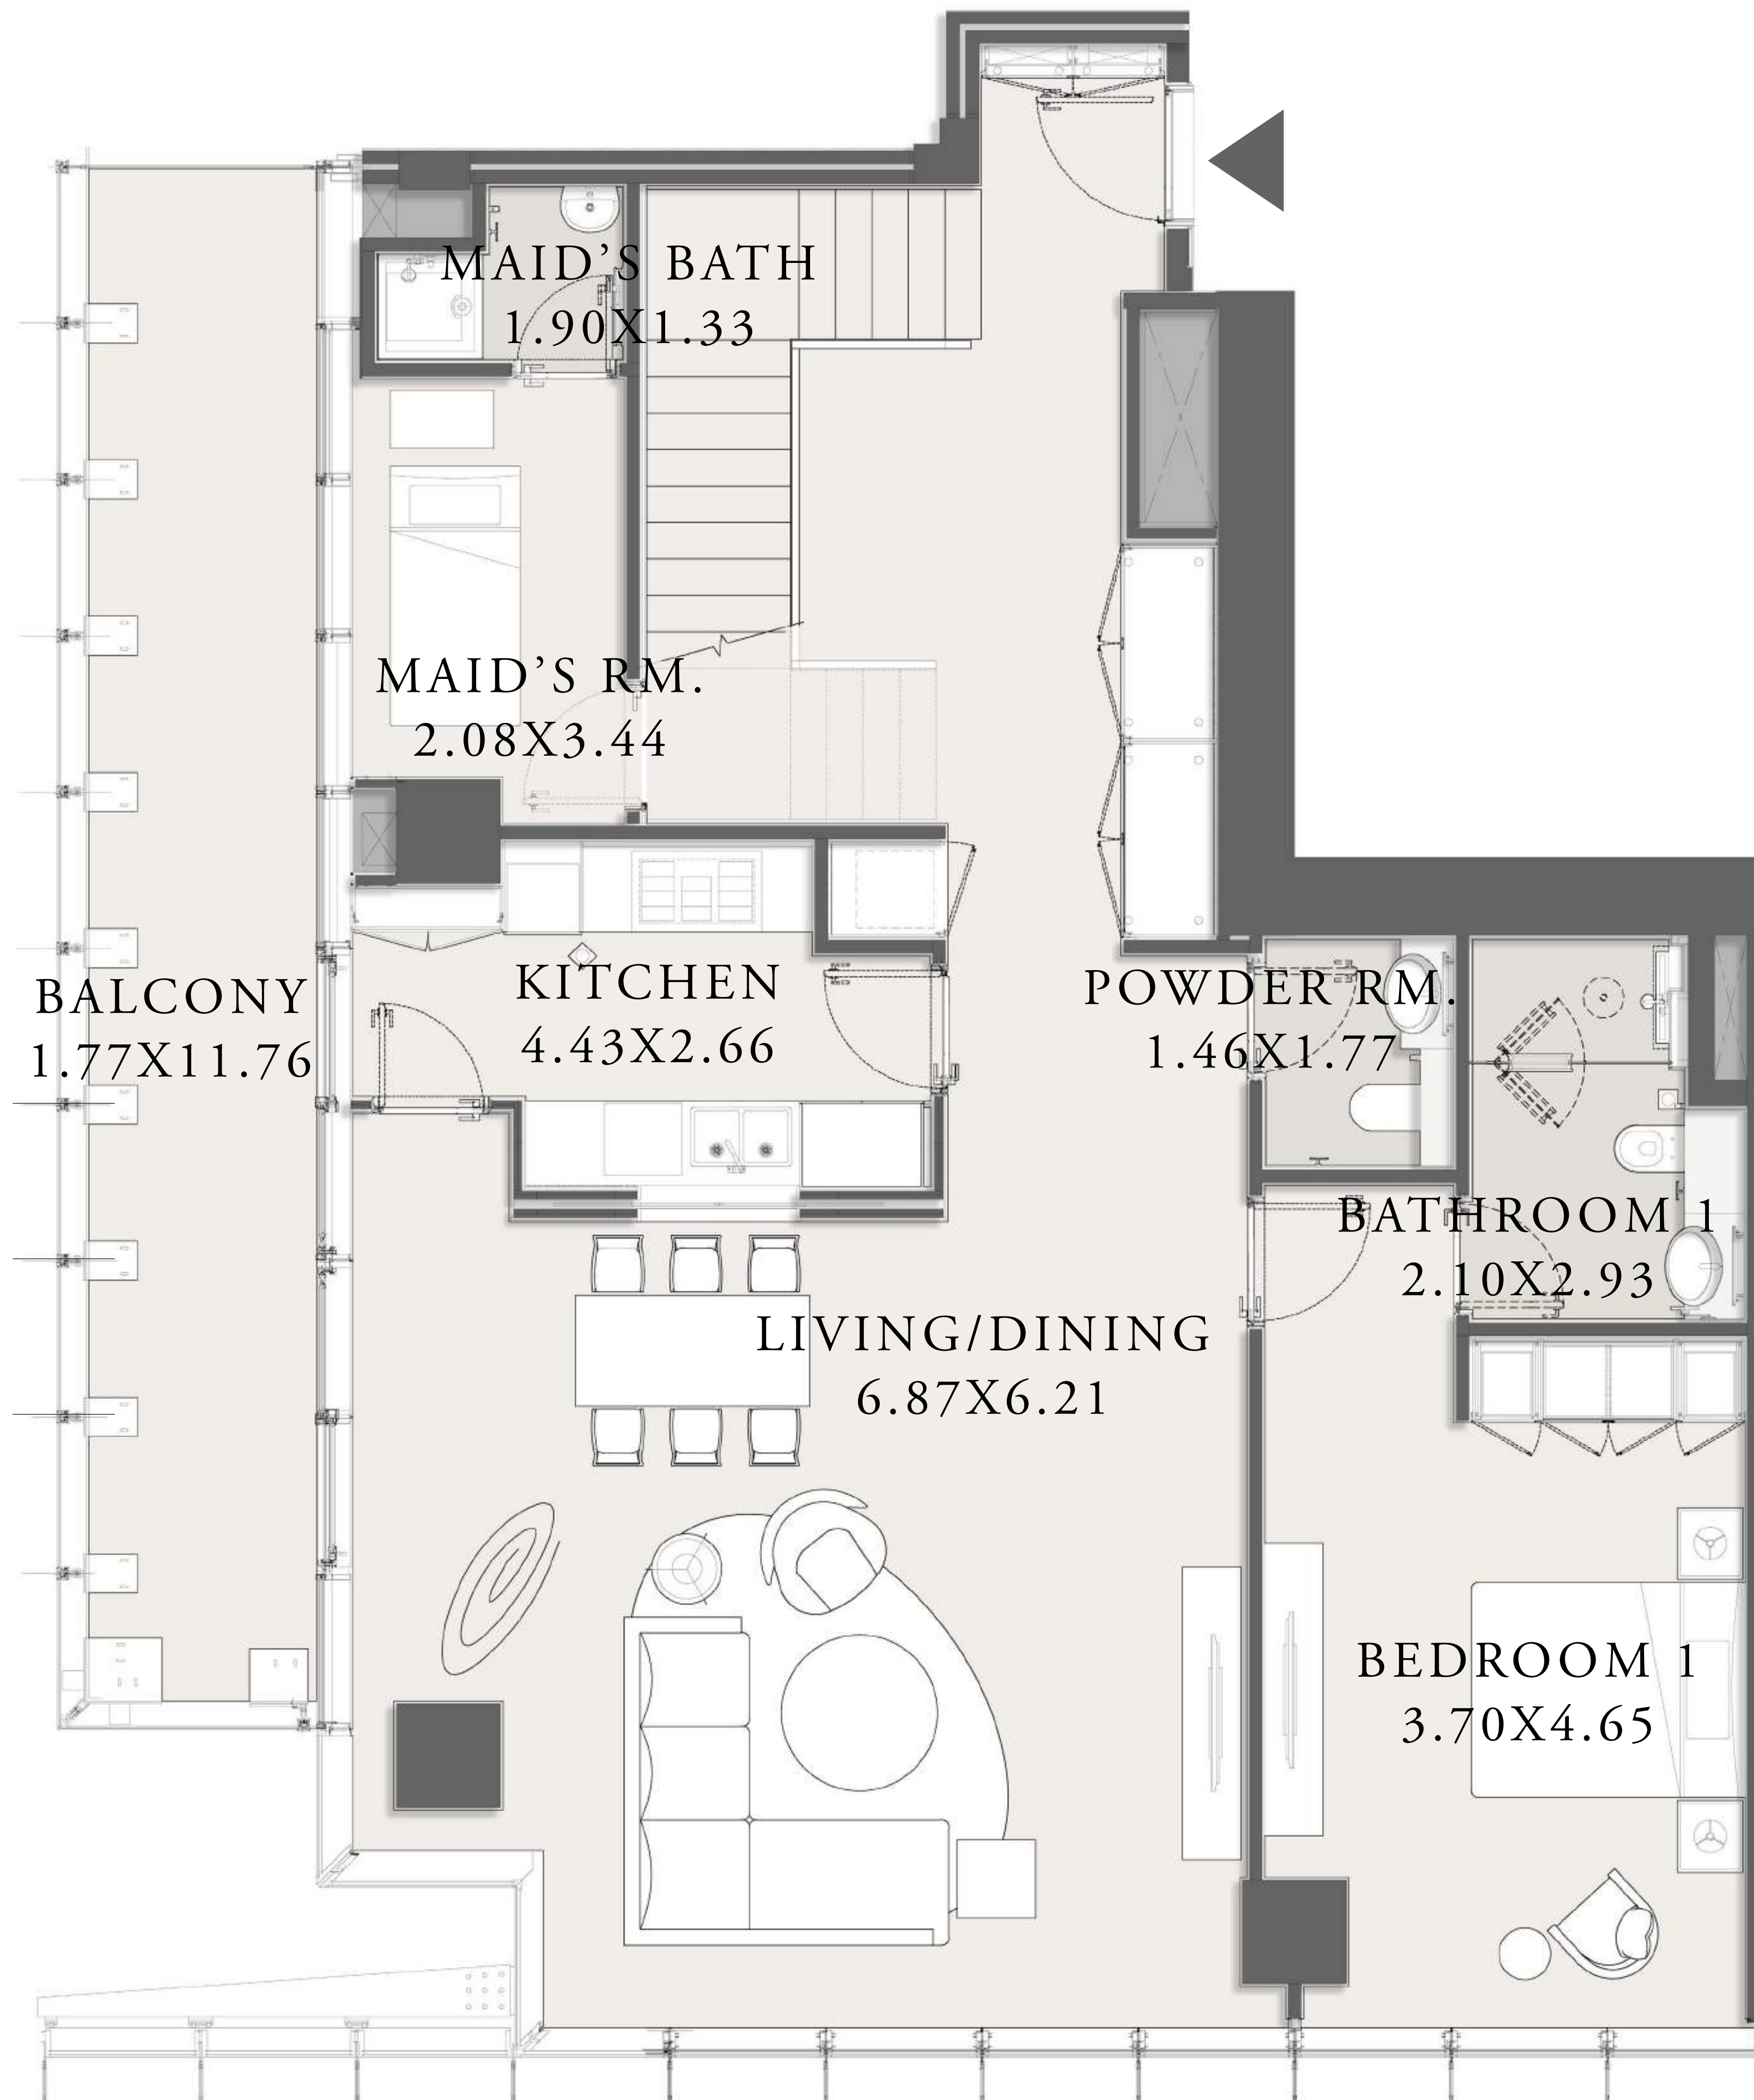 MAID’S BATH
1.90X1.33
MAID’S RM.
2.08X3.44
BALCONY
1.77X11.76
KITCHEN
4.43X2.66
POWDER RM.
1.46X1.77
BATHROOM 1
2.10X2.93
LIVING/DINING
6.87X6.21
BEDROOM 1
3.70X4.65